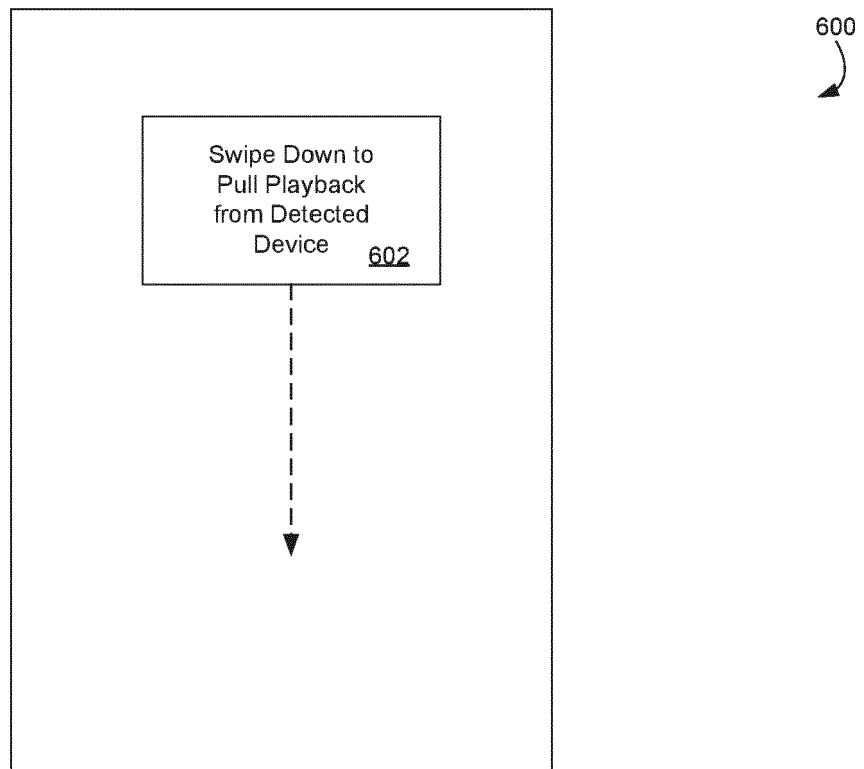 600
Swipe Down to
Pull Playback
from Detected
Device
602